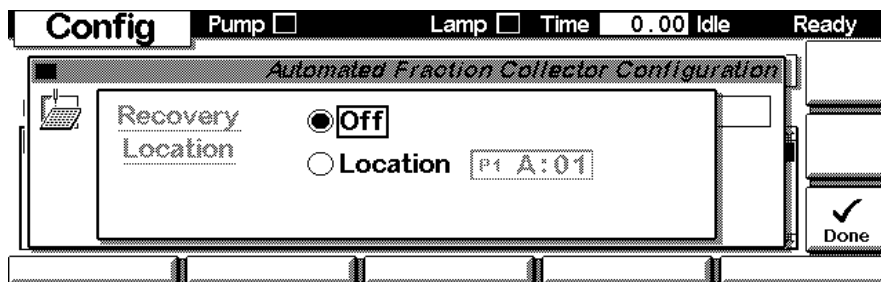 Config Pump Lamp Time 0.00 Idle Ready
Automated Fraction Collector Configuration
Recovery Off
Location
Location P1 A:01
Done